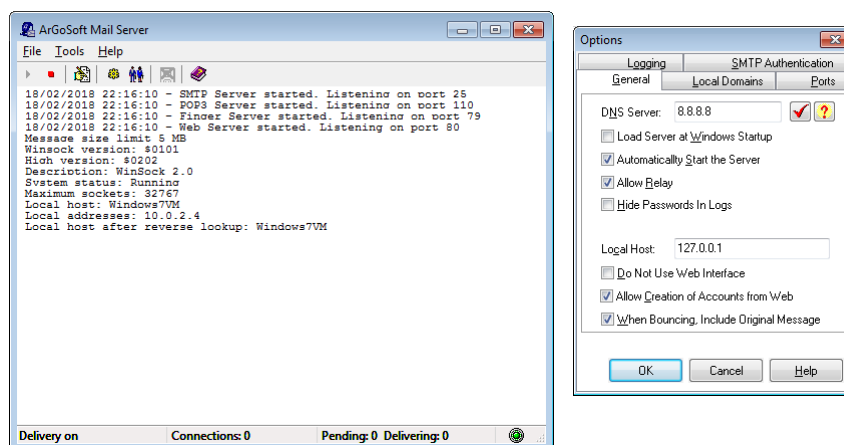 ArGoSoft Mail Server
File Tools Help
18/02/2018 22:16:10 - SMTP Server started. Listening on port 25
18/02/2018 22:16:10 - POP3 Server started. Listening on port 110
18/02/2018 22:16:10 - Finger Server started. Listening on port 79
18/02/2018 22:16:10 - Web Server started. Listening on port 80
Message size limit 5 MB
Winsock version: $0101
High version: $0202
Description: WinSock 2.0
System status: Running
Maximum sockets: 32767
Local host: Windows7VM
Local addresses: 10.0.2.4
Local host after reverse lookup: Windows7VM
Delivery on Connections: 0 Pending: 0 Delivering: 0
Options
Logging SMTP Authentication
General Local Domains Ports
DNS Server: 8.8.8.8
Load Server at Windows Startup
Automaticallty Start the Server
Allow Relay
Hide Passwords In Logs
Local Host: 127.0.0.1
Do Not Use Web Interface
Allow Creation of Accounts from Web
When Bouncing, Include Original Message
OK Cancel Help